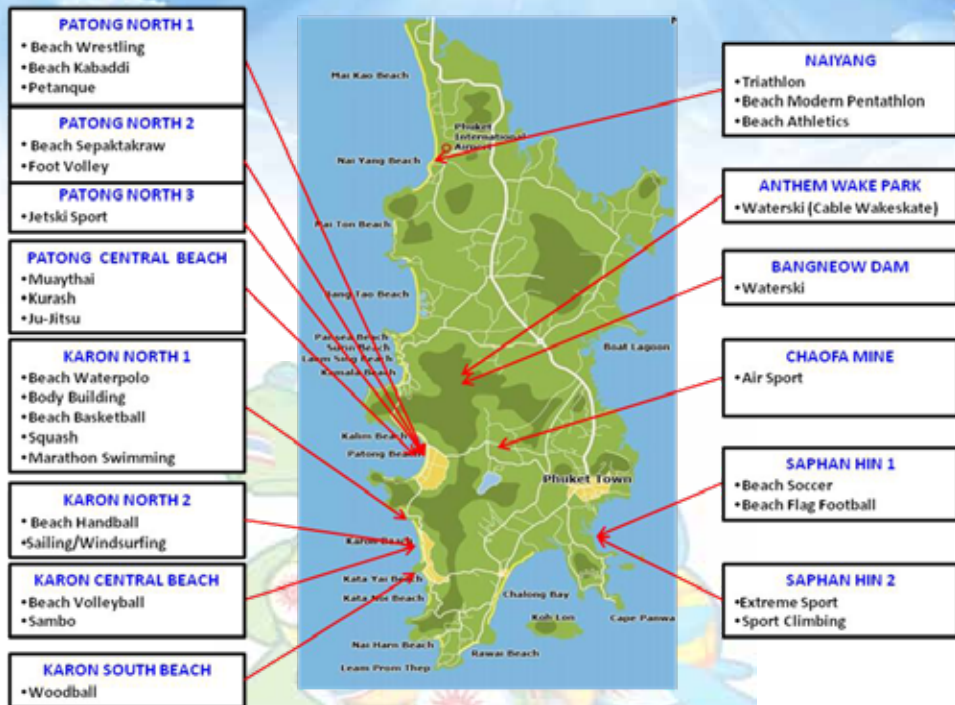 PATONG NORTH 1
• Beach Wrestling
• Beach Kabaddi
• Petanque
PATONG NORTH 2
• Beach Sepaktakraw
•Foot Volley
PATONG NORTH 3
•Jetski Sport
PATONG CENTRAL BEACH
•Muaythai
•Kurash
•Ju-Jitsu
KARON NORTH 1
•Beach Waterpolo
•Body Building
•Beach Basketball
•Squash
•Marathon Swimming
KARON NORTH 2
• Beach Handball
•Sailing/Windsurfing
KARON CENTRAL BEACH
•Beach Volleyball
•Sambo
KARON SOUTH BEACH
•Woodball
Mai Kao Beach
Phuket
International
Airport
Nai Yang Beach
Nai Ton Beach
Bang Tao Beach
Pansea Beach
Surin Beach
Laem Sing Beach
Kamala Beach
Boat Lagoon
Kalim Beach
Patong Beach
Phuket Town
Karon Beach
Kata Yai Beach
Kata Noi Beach
Chalong Bay
Koh Lon
Cape Panwa
Nai Harn Beach
Rawai Beach
Leam Prom Thep
NAIYANG
•Triathlon
•Beach Modern Pentathlon
•Beach Athletics
ANTHEM WAKE PARK
•Waterski (Cable Wakeskate)
BANGNEOW DAM
•Waterski
CHAOFA MINE
•Air Sport
SAPHAN HIN 1
•Beach Soccer
•Beach Flag Football
SAPHAN HIN 2
•Extreme Sport
•Sport Climbing